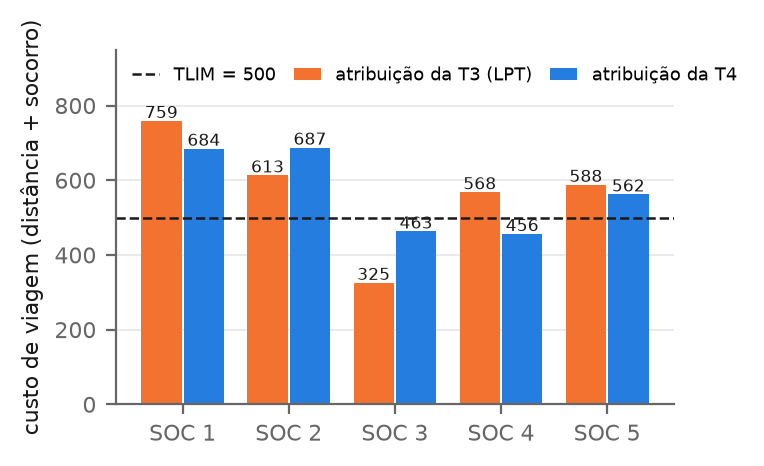 custo de viagem (distância + socorro)
TLIM = 500 atribuição da T3 (LPT) atribuição da T4
800
600
400
200
0
759 684 613 687 325 463 568 456 588 562
SOC 1 SOC 2 SOC 3 SOC 4 SOC 5